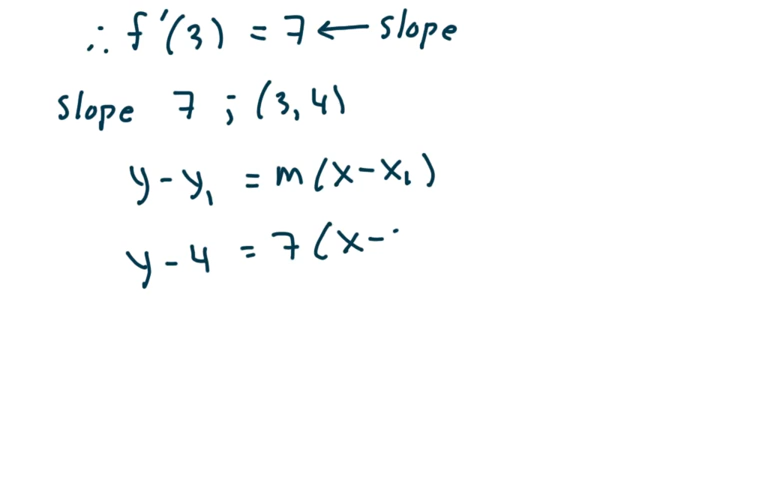 ∴ f'(3) = 7 ← slope
slope 7 ; (3, 4)
y - y₁ = m(x - x₁)
y - 4 = 7(x -